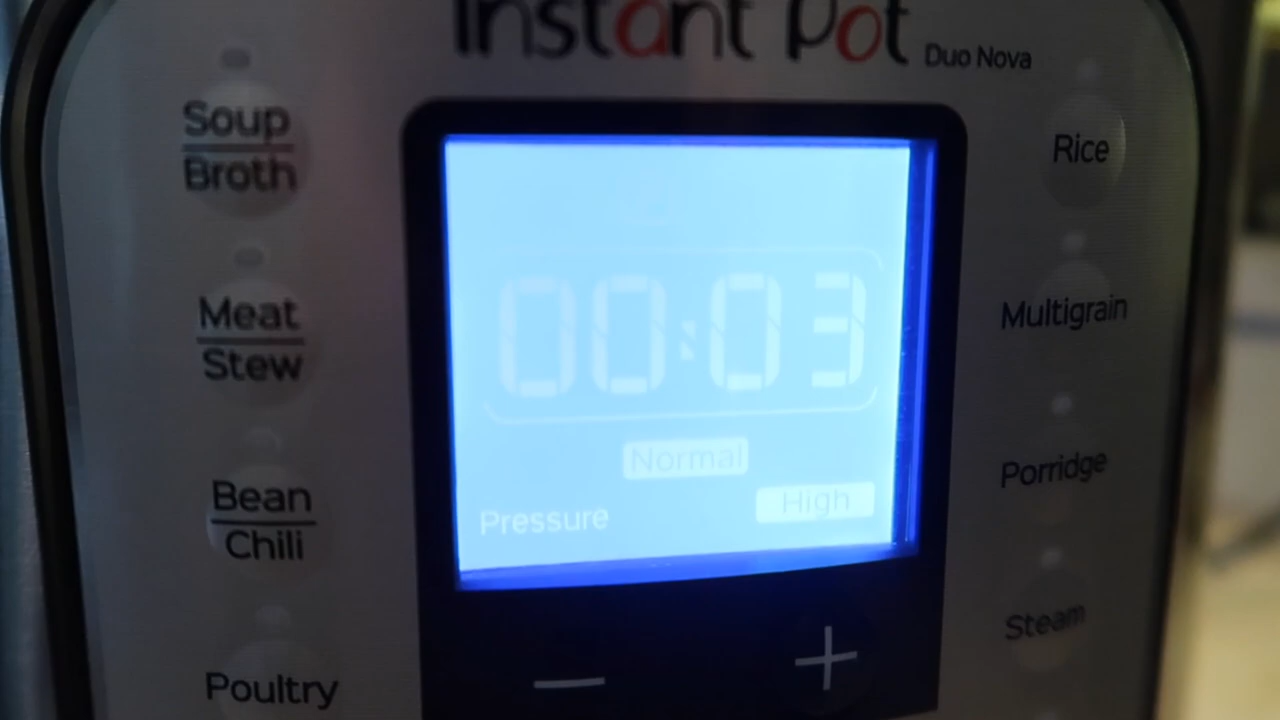 Instant Pot Duo Nova
Soup
Broth
Meat
Stew
Bean
Chili
Poultry
00:03
Normal
Pressure High
− +
Rice
Multigrain
Porridge
Steam